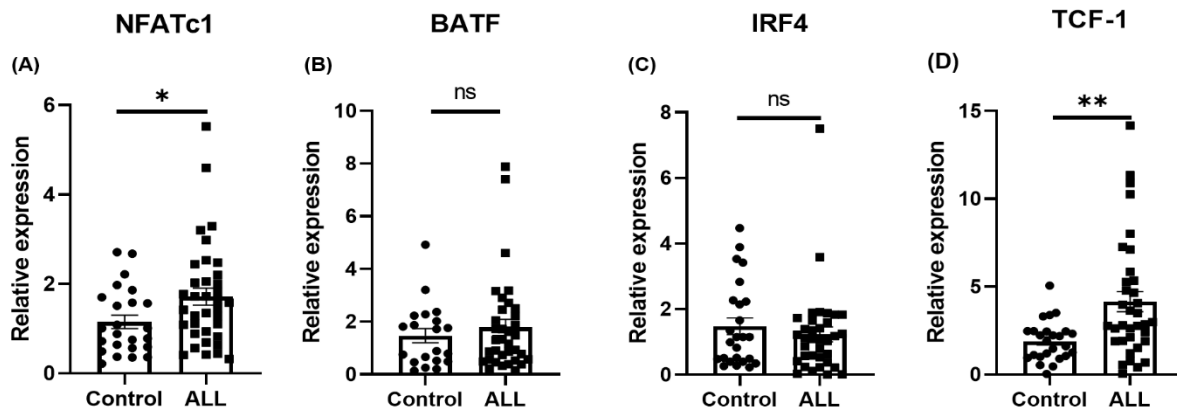 NFATc1
BATF
IRF4
TCF-1
(A)
(B)
(C)
(D)
*
ns
ns
**
Relative expression
6
4
2
0
Control ALL
Relative expression
10
8
6
4
2
0
Control ALL
Relative expression
8
6
4
2
0
Control ALL
Relative expression
15
10
5
0
Control ALL